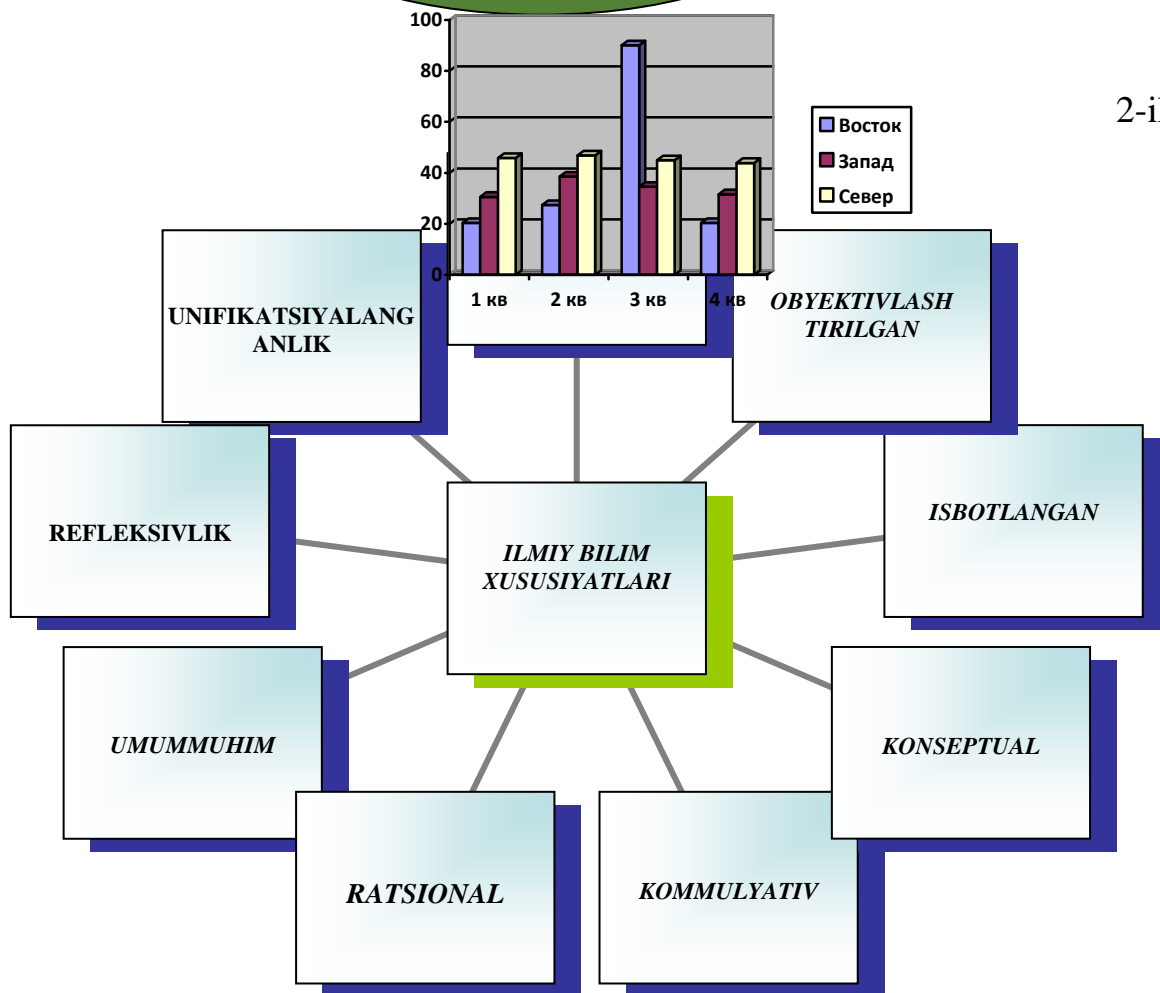 100
80
60
40
20
0
1 кв
2 кв
3 кв
4 кв
Восток
Запад
Север
UNIFIKATSIYALANG
ANLIK
OBYEKTIVLASH
TIRILGAN
REFLEKSIVLIK
ILMIY BILIM
XUSUSIYATLARI
ISBOTLANGAN
UMUMMUHIM
KONSEPTUAL
RATSIONAL
KOMMULYATIV